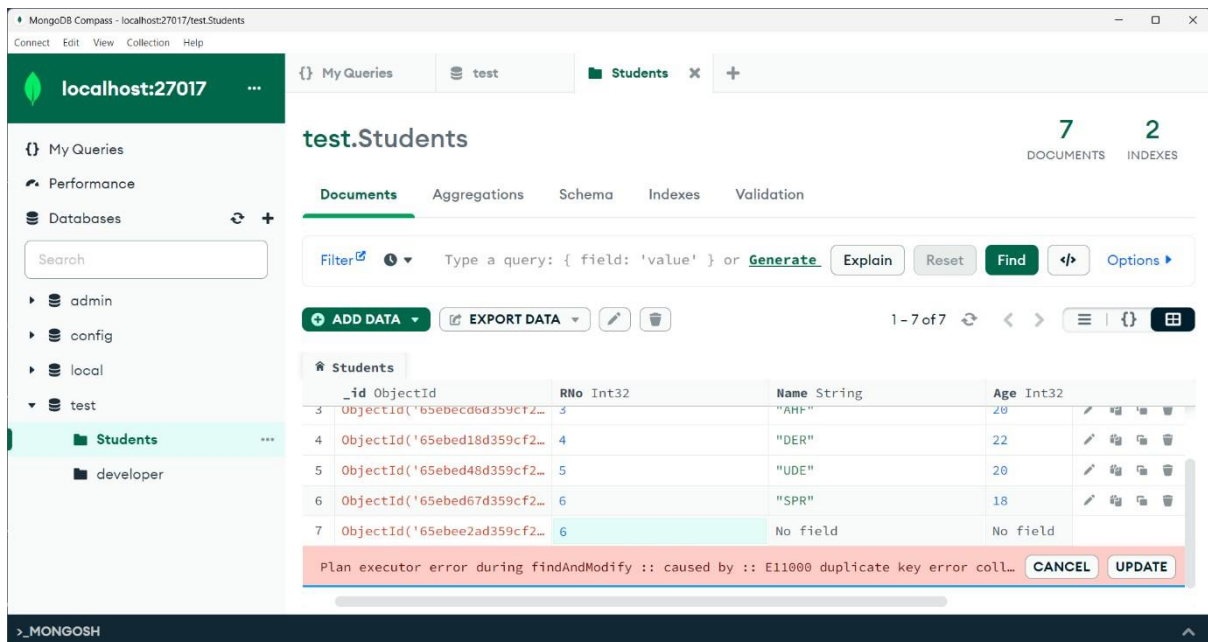 MongoDB Compass - localhost:27017/test.Students
Connect Edit View Collection Help
localhost:27017 ...
{} My Queries
Performance
Databases
Search
admin
config
local
test
Students ...
developer
{} My Queries test Students +
test.Students
7 DOCUMENTS
2 INDEXES
Documents Aggregations Schema Indexes Validation
Filter Type a query: { field: 'value' } or Generate Explain Reset Find </> Options
ADD DATA EXPORT DATA 1 – 7 of 7 {}
Students
_id ObjectId RNo Int32 Name String Age Int32
3 ObjectId('65ebecd6d359cf2… 3 "AHF" 20
4 ObjectId('65ebed18d359cf2… 4 "DER" 22
5 ObjectId('65ebed48d359cf2… 5 "UDE" 20
6 ObjectId('65ebed67d359cf2… 6 "SPR" 18
7 ObjectId('65ebee2ad359cf2… 6 No field No field
Plan executor error during findAndModify :: caused by :: E11000 duplicate key error coll… CANCEL UPDATE
>_MONGOSH